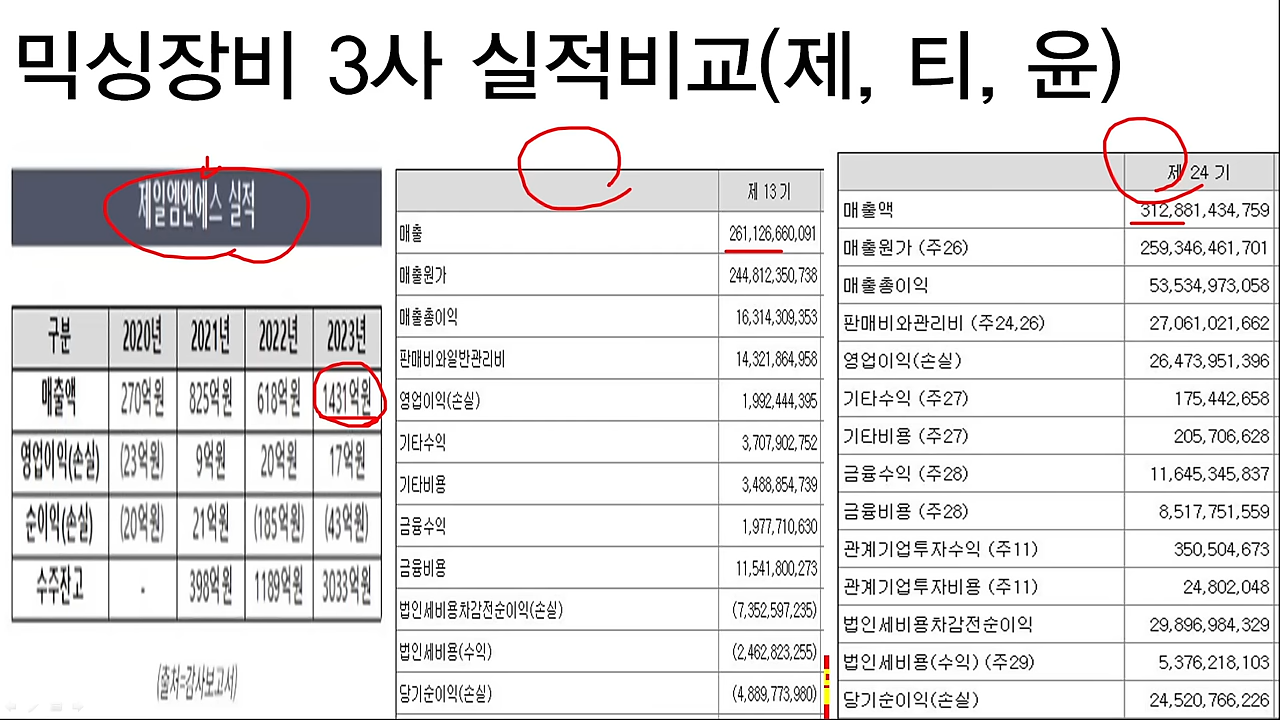 믹싱장비 3사 실적비교(제, 티, 윤)
제일엠앤에스 실적
구분 2020년 2021년 2022년 2023년
매출액 270억원 825억원 618억원 1431억원
영업이익(손실) (23억원) 9억원 20억원 17억원
순이익(손실) (20억원) 21억원 (185억원) (43억원)
수주잔고 - 398억원 1189억원 3033억원
(출처=감사보고서)
제 13 기
매출 261,126,660,091
매출원가 244,812,350,738
매출총이익 16,314,309,353
판매비와일반관리비 14,321,864,958
영업이익(손실) 1,992,444,395
기타수익 3,707,902,752
기타비용 3,488,854,739
금융수익 1,977,710,630
금융비용 11,541,800,273
법인세비용차감전순이익(손실) (7,352,597,235)
법인세비용(수익) (2,462,823,255)
당기순이익(손실) (4,889,773,980)
제 24 기
매출액 312,881,434,759
매출원가 (주26) 259,346,461,701
매출총이익 53,534,973,058
판매비와관리비 (주24,26) 27,061,021,662
영업이익(손실) 26,473,951,396
기타수익 (주27) 175,442,658
기타비용 (주27) 205,706,628
금융수익 (주28) 11,645,345,837
금융비용 (주28) 8,517,751,559
관계기업투자수익 (주11) 350,504,673
관계기업투자비용 (주11) 24,802,048
법인세비용차감전순이익 29,896,984,329
법인세비용(수익) (주29) 5,376,218,103
당기순이익(손실) 24,520,766,226